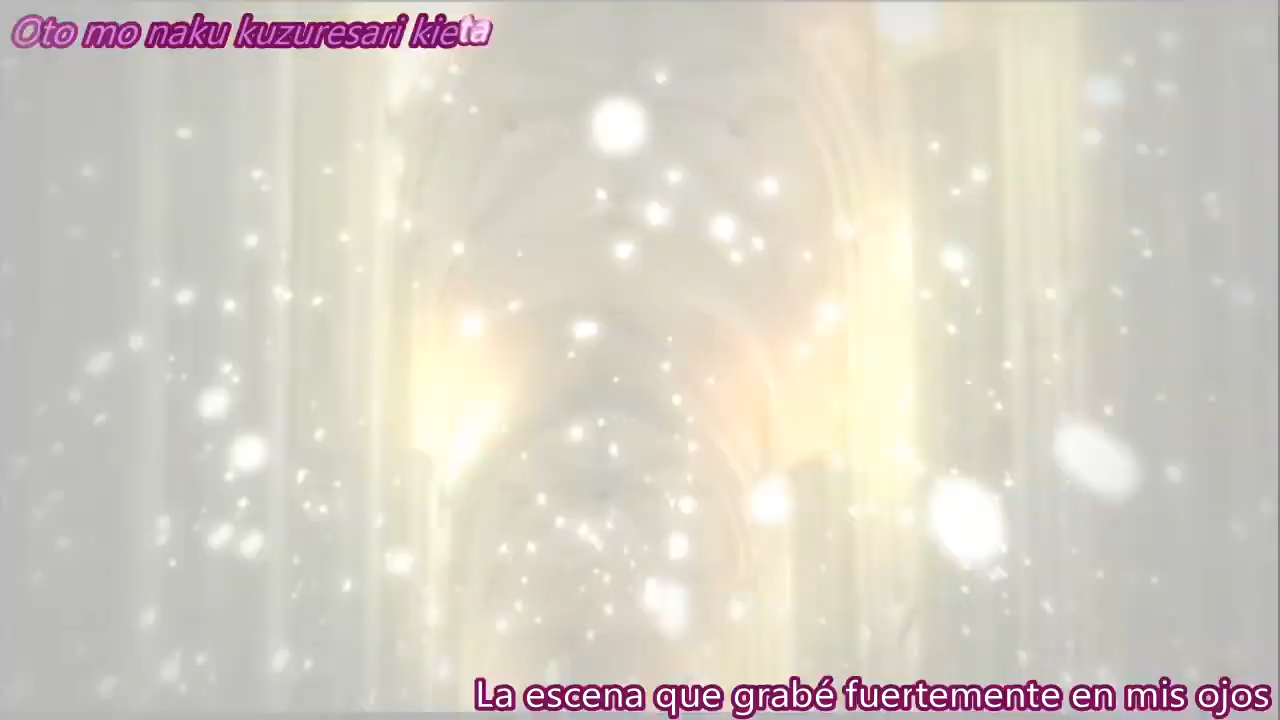 Oto mo naku kuzuresari kieta
La escena que grabé fuertemente en mis ojos